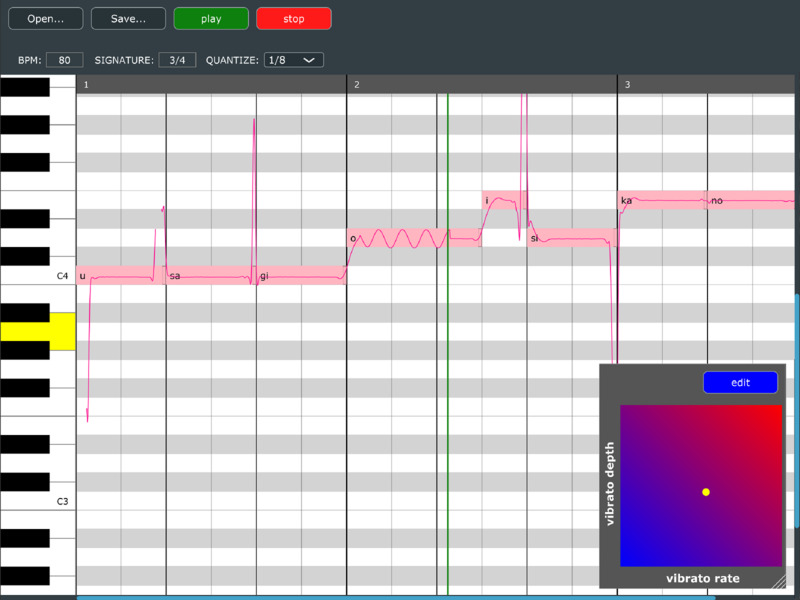 Open... Save... play stop
BPM: 80 SIGNATURE: 3/4 QUANTIZE: 1/8
1 2 3
i ka no
o si
C4 u sa gi
edit
vibrato depth
C3
vibrato rate